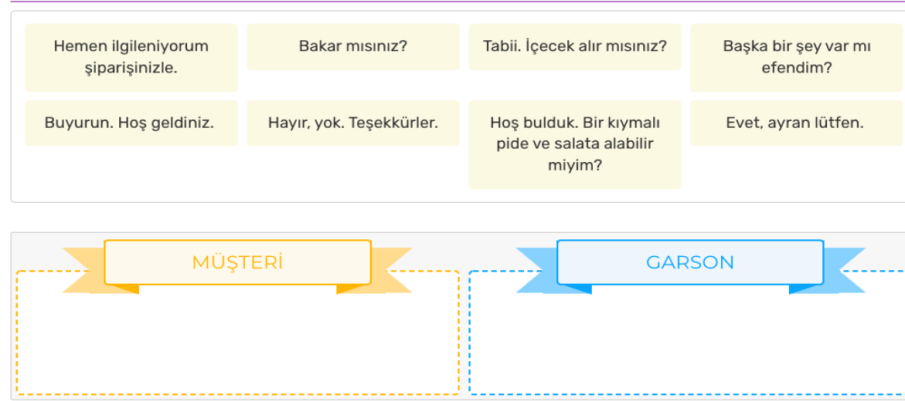 Hemen ilgileniyorum
şiparişinizle.
Bakar mısınız?
Tabii. İçecek alır mısınız?
Başka bir şey var mı
efendim?
Buyurun. Hoş geldiniz.
Hayır, yok. Teşekkürler.
Hoş bulduk. Bir kıymalı
pide ve salata alabilir
miyim?
Evet, ayran lütfen.
MÜŞTERİ
GARSON